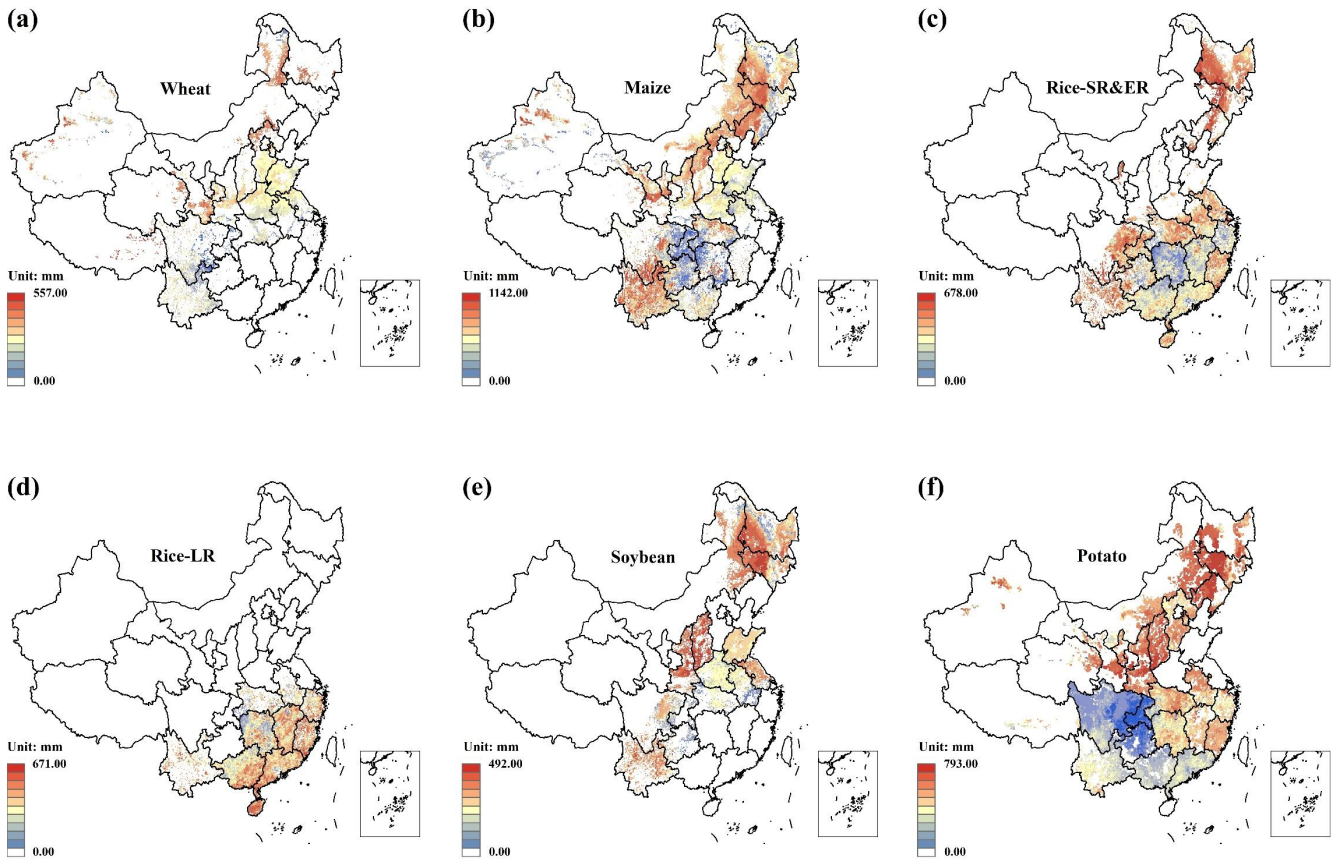 (a)
Wheat
Unit: mm
557.00
0.00
(b)
Maize
Unit: mm
1142.00
0.00
(c)
Rice-SR&ER
Unit: mm
678.00
0.00
(d)
Rice-LR
Unit: mm
671.00
0.00
(e)
Soybean
Unit: mm
492.00
0.00
(f)
Potato
Unit: mm
793.00
0.00